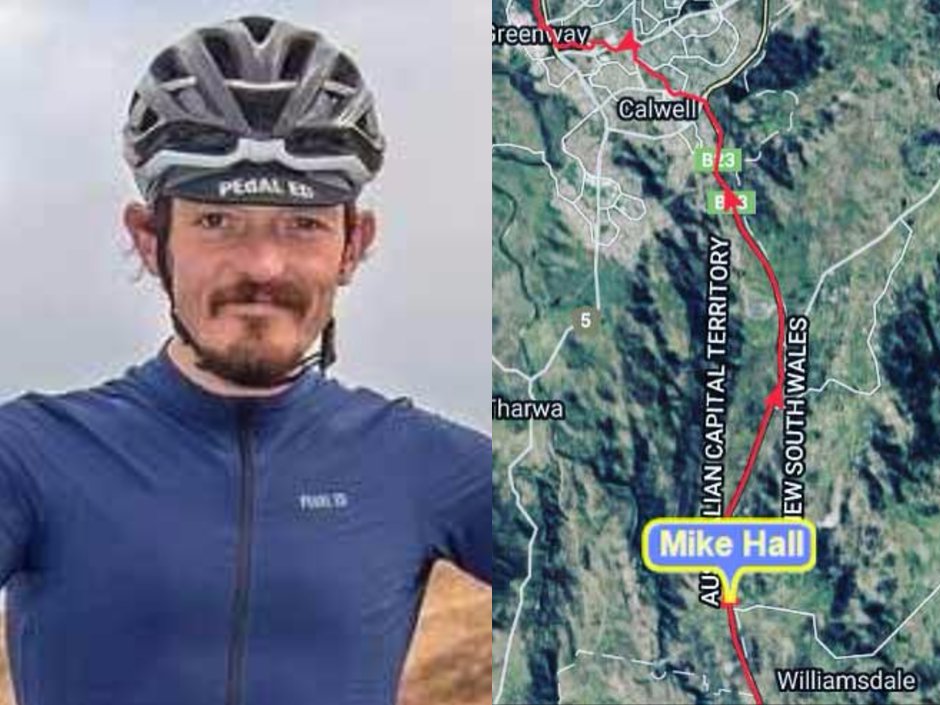 PEdAL ED
PEdAL ED
Greenway
Calwell
B23
B23
5
Tharwa
AUSTRALIAN CAPITAL TERRITORY
NEW SOUTH WALES
Mike Hall
Williamsdale